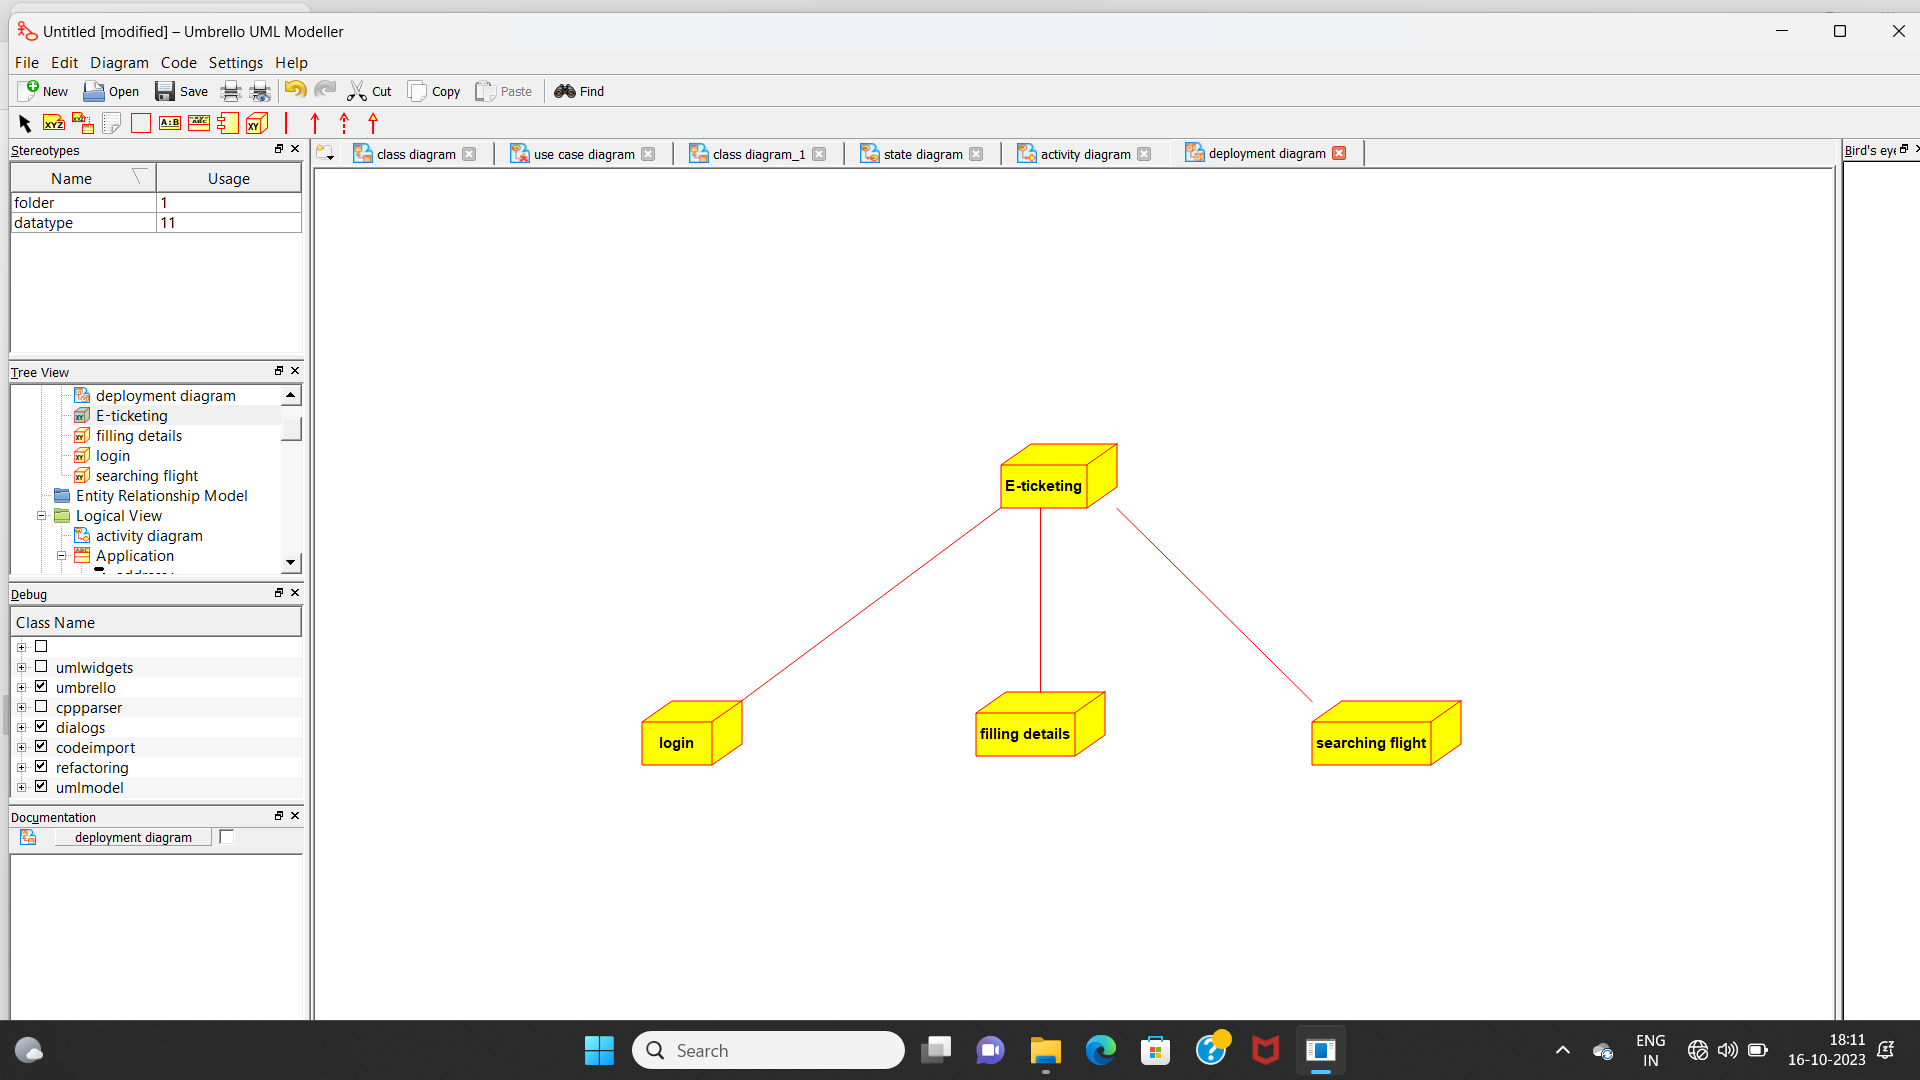 Untitled [modified] – Umbrello UML Modeller
File Edit Diagram Code Settings Help
New Open Save Cut Copy Paste Find
Stereotypes
Name Usage
folder 1
datatype 11
class diagram use case diagram class diagram_1 state diagram activity diagram deployment diagram
Bird's eye
Tree View
deployment diagram
E-ticketing
filling details
login
searching flight
Entity Relationship Model
Logical View
activity diagram
Application
Debug
Class Name
umlwidgets
umbrello
cppparser
dialogs
codeimport
refactoring
umlmodel
Documentation
deployment diagram
E-ticketing
login
filling details
searching flight
Search
ENG
IN
18:11
16-10-2023